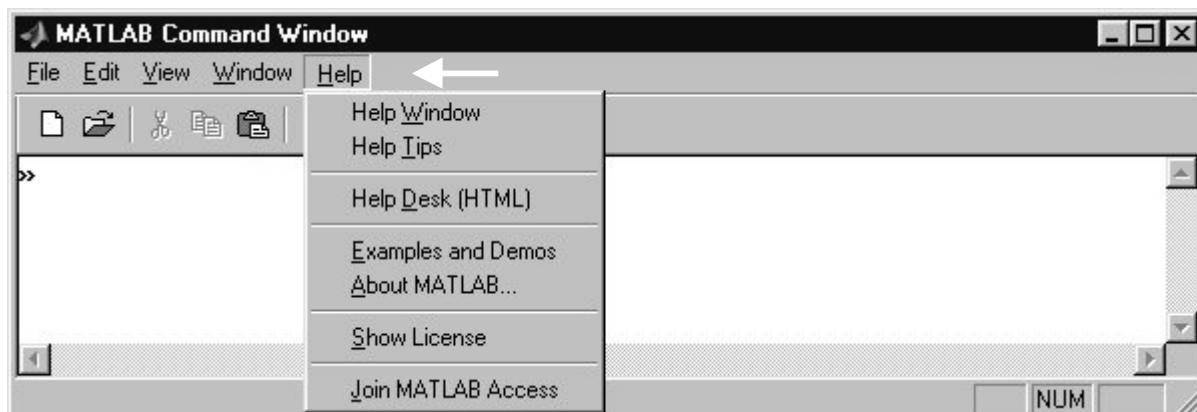 MATLAB Command Window
File Edit View Window Help
Help Window
Help Tips
»
Help Desk (HTML)
Examples and Demos
About MATLAB...
Show License
Join MATLAB Access
NUM